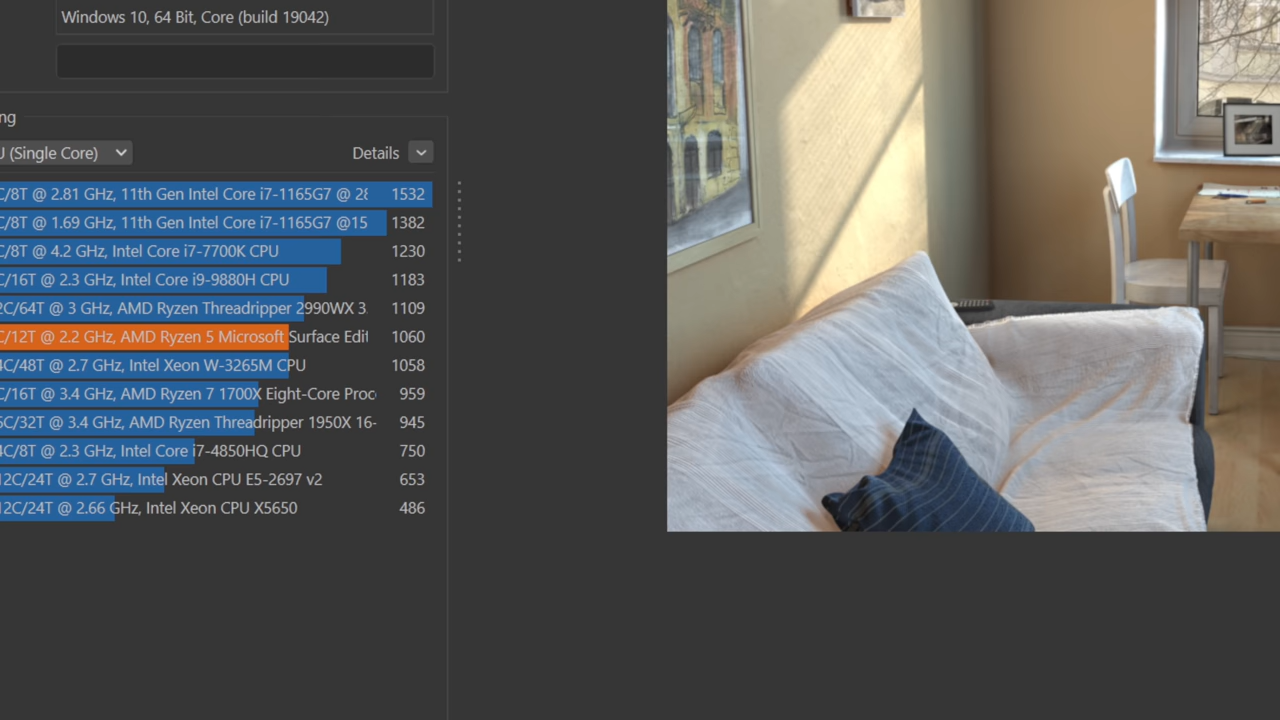 Windows 10, 64 Bit, Core (build 19042)
ng
U (Single Core)
Details
C/8T @ 2.81 GHz, 11th Gen Intel Core i7-1165G7 @ 28 1532
C/8T @ 1.69 GHz, 11th Gen Intel Core i7-1165G7 @15 1382
C/8T @ 4.2 GHz, Intel Core i7-7700K CPU 1230
C/16T @ 2.3 GHz, Intel Core i9-9880H CPU 1183
2C/64T @ 3 GHz, AMD Ryzen Threadripper 2990WX 3. 1109
C/12T @ 2.2 GHz, AMD Ryzen 5 Microsoft Surface Edit 1060
4C/48T @ 2.7 GHz, Intel Xeon W-3265M CPU 1058
C/16T @ 3.4 GHz, AMD Ryzen 7 1700X Eight-Core Proc 959
6C/32T @ 3.4 GHz, AMD Ryzen Threadripper 1950X 16- 945
4C/8T @ 2.3 GHz, Intel Core i7-4850HQ CPU 750
12C/24T @ 2.7 GHz, Intel Xeon CPU E5-2697 v2 653
12C/24T @ 2.66 GHz, Intel Xeon CPU X5650 486